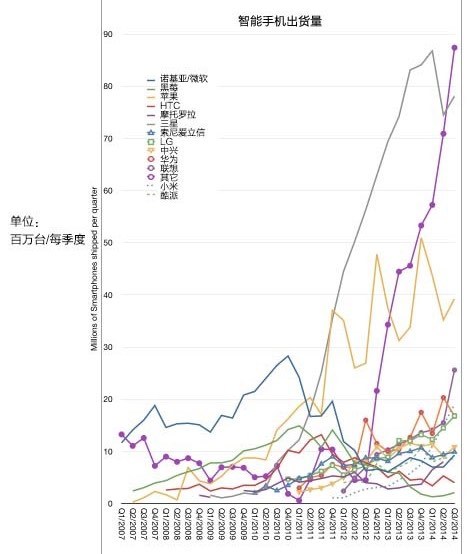 智能手机出货量
90
80
70
60
50
40
30
20
10
0
单位：
百万台/每季度
Millions of Smartphones shipped per quarter
诺基亚/微软
黑莓
苹果
HTC
摩托罗拉
三星
索尼爱立信
LG
中兴
华为
联想
其它
小米
酷派
Q1/2007
Q2/2007
Q3/2007
Q4/2007
Q1/2008
Q2/2008
Q3/2008
Q4/2008
Q1/2009
Q2/2009
Q3/2009
Q4/2009
Q1/2010
Q2/2010
Q3/2010
Q4/2010
Q1/2011
Q2/2011
Q3/2011
Q4/2011
Q1/2012
Q2/2012
Q3/2012
Q4/2012
Q1/2013
Q2/2013
Q3/2013
Q4/2013
Q1/2014
Q2/2014
Q3/2014